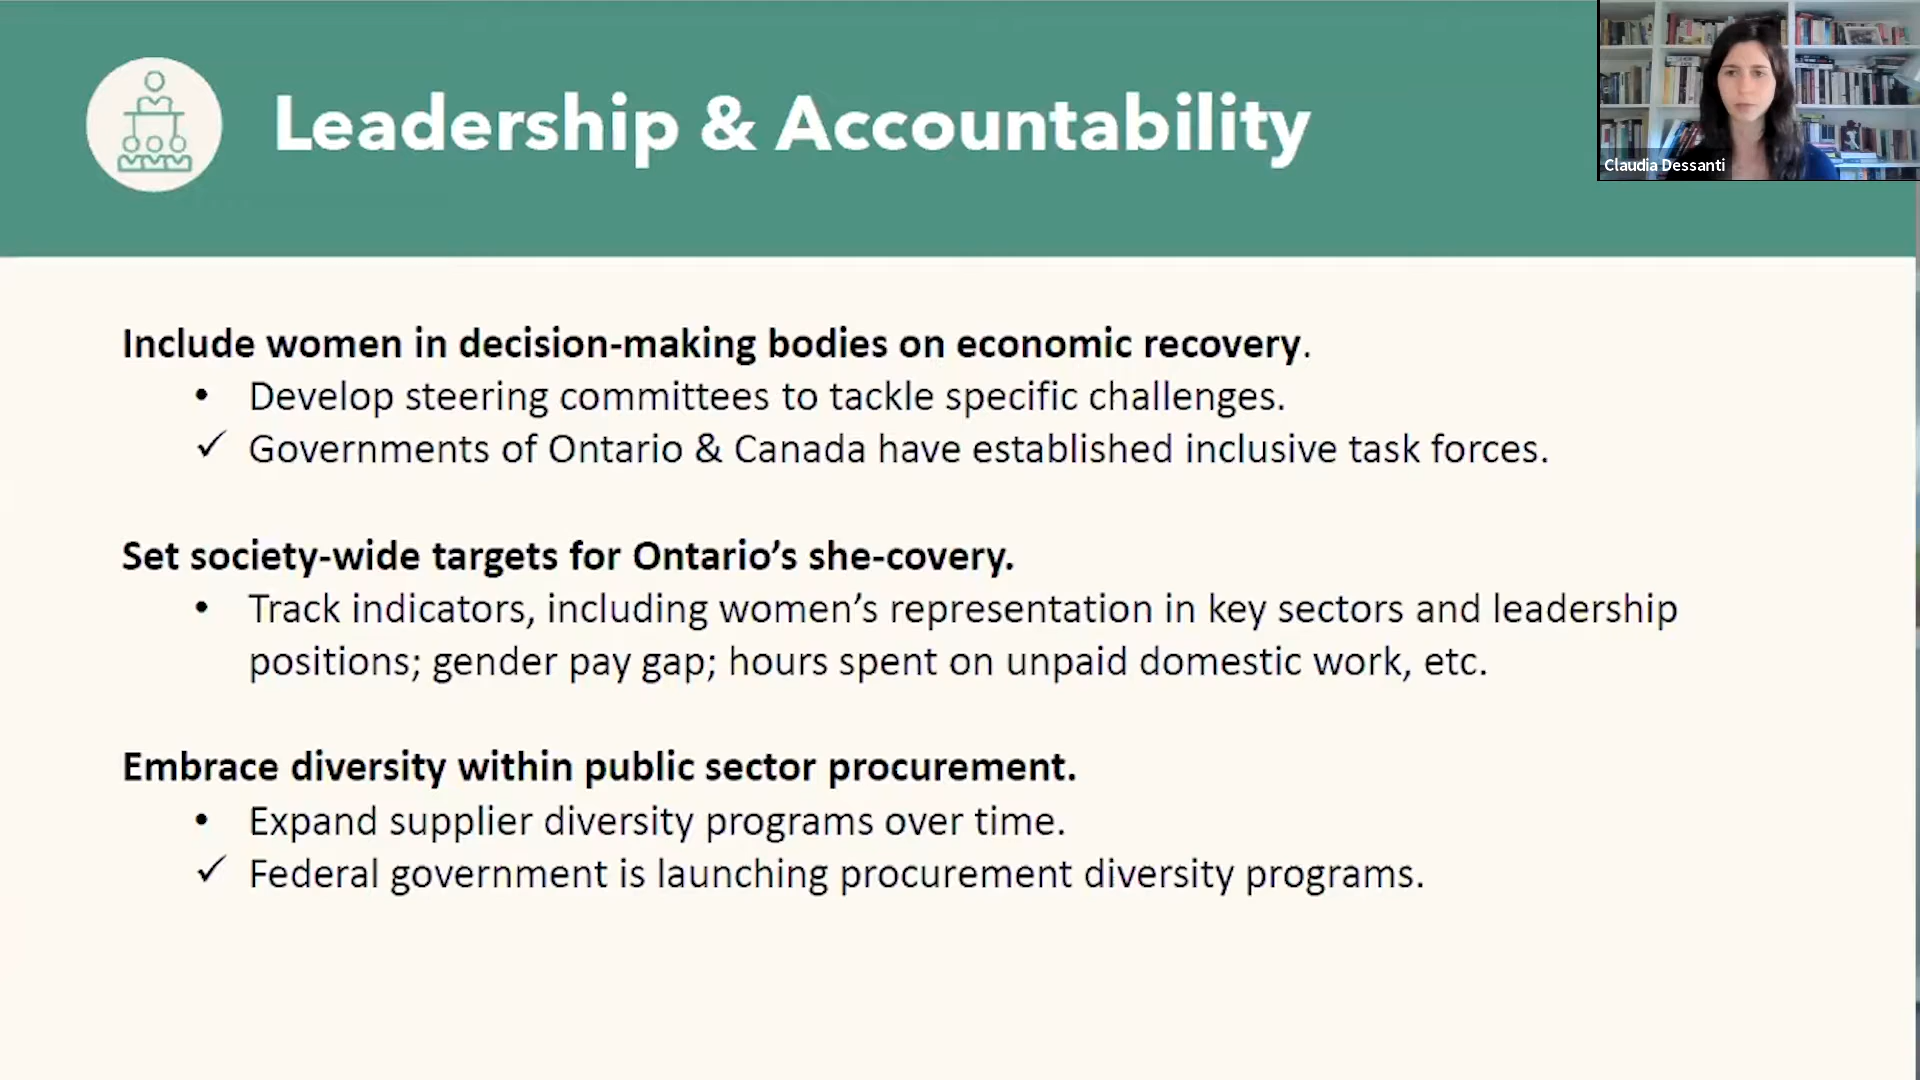 Leadership & Accountability
Claudia Dessanti
Include women in decision-making bodies on economic recovery.
• Develop steering committees to tackle specific challenges.
✓ Governments of Ontario & Canada have established inclusive task forces.
Set society-wide targets for Ontario’s she-covery.
• Track indicators, including women’s representation in key sectors and leadership
positions; gender pay gap; hours spent on unpaid domestic work, etc.
Embrace diversity within public sector procurement.
• Expand supplier diversity programs over time.
✓ Federal government is launching procurement diversity programs.